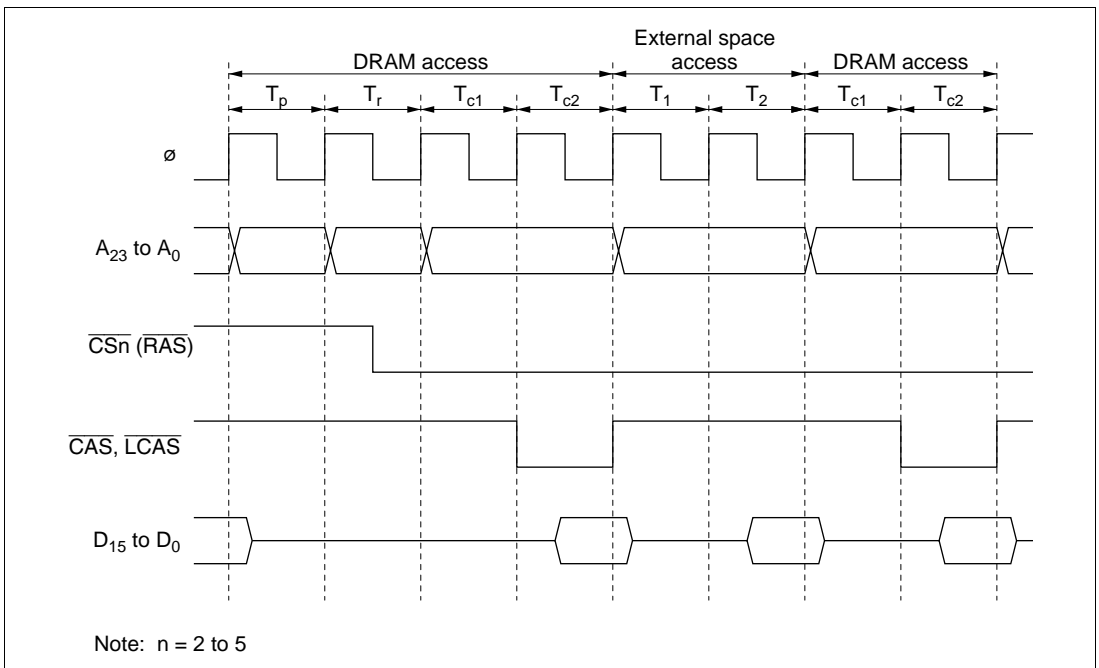 External space
DRAM access access DRAM access
Tp Tr Tc1 Tc2 T1 T2 Tc1 Tc2
ø
A23 to A0
CSn (RAS)
CAS, LCAS
D15 to D0
Note: n = 2 to 5